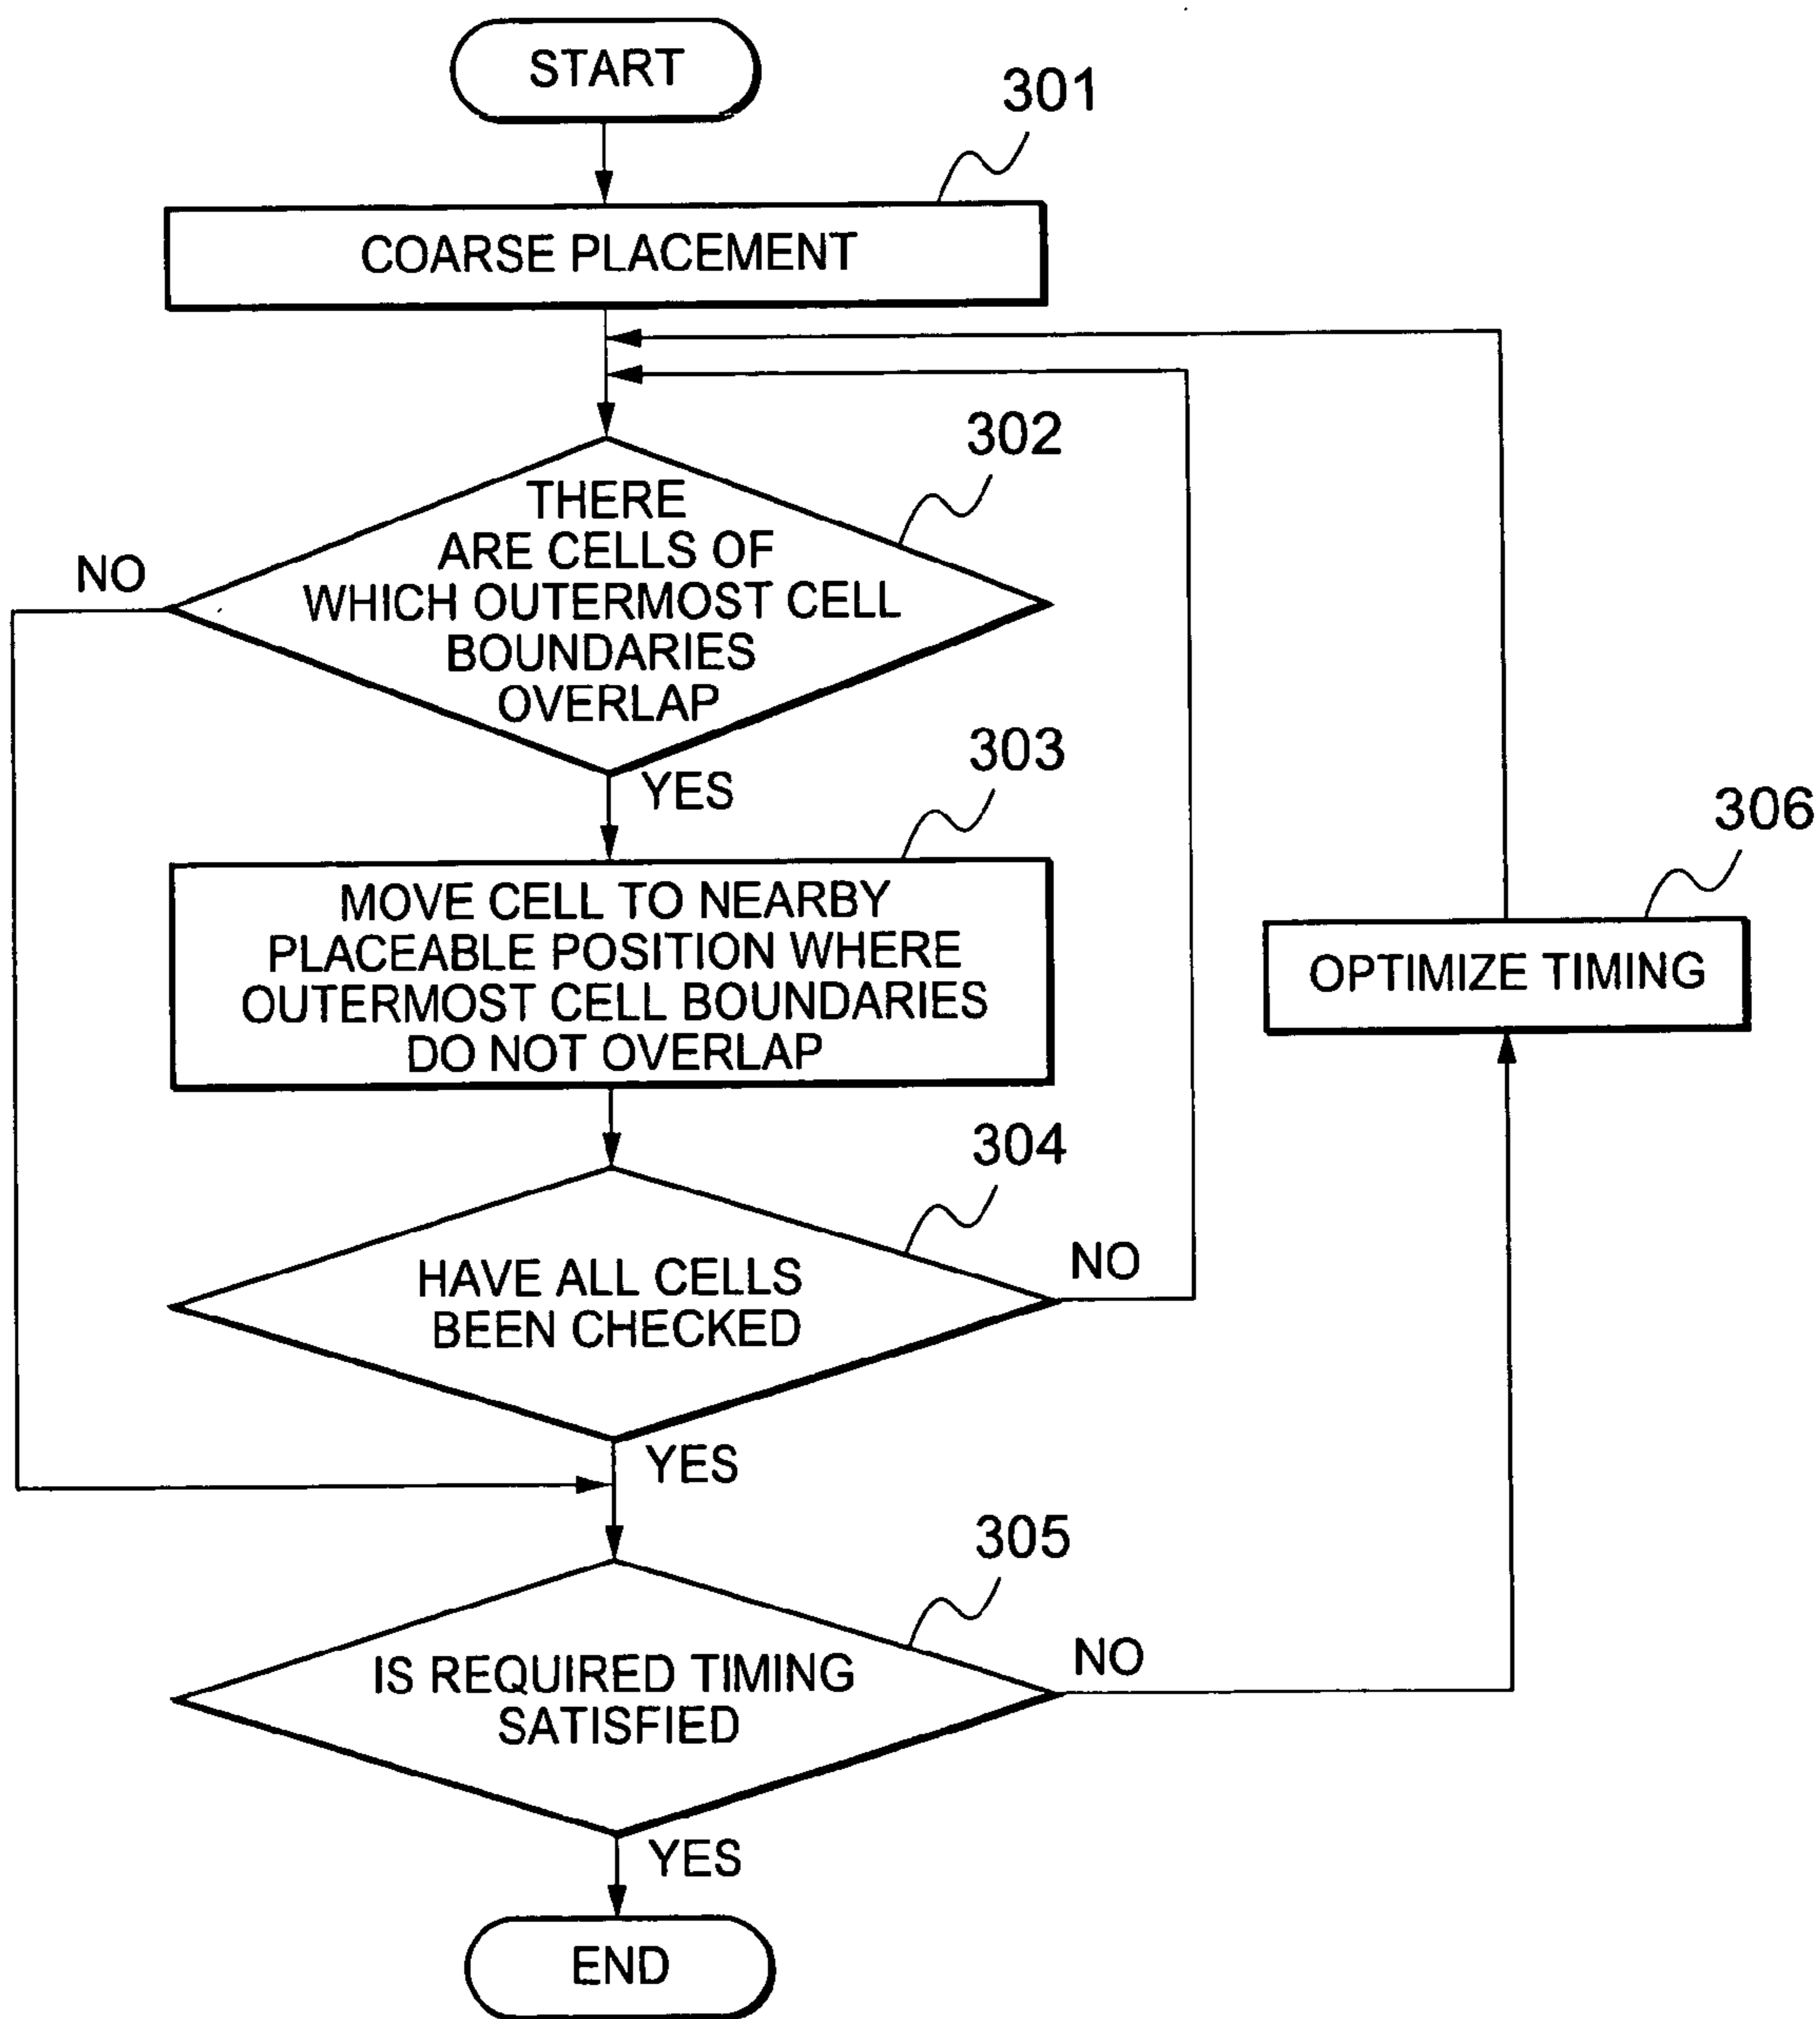 START
301
COARSE PLACEMENT
302
THERE
ARE CELLS OF
WHICH OUTERMOST CELL
BOUNDARIES
OVERLAP
NO
YES
303
MOVE CELL TO NEARBY
PLACEABLE POSITION WHERE
OUTERMOST CELL BOUNDARIES
DO NOT OVERLAP
306
OPTIMIZE TIMING
304
HAVE ALL CELLS
BEEN CHECKED
NO
YES
305
IS REQUIRED TIMING
SATISFIED
NO
YES
END